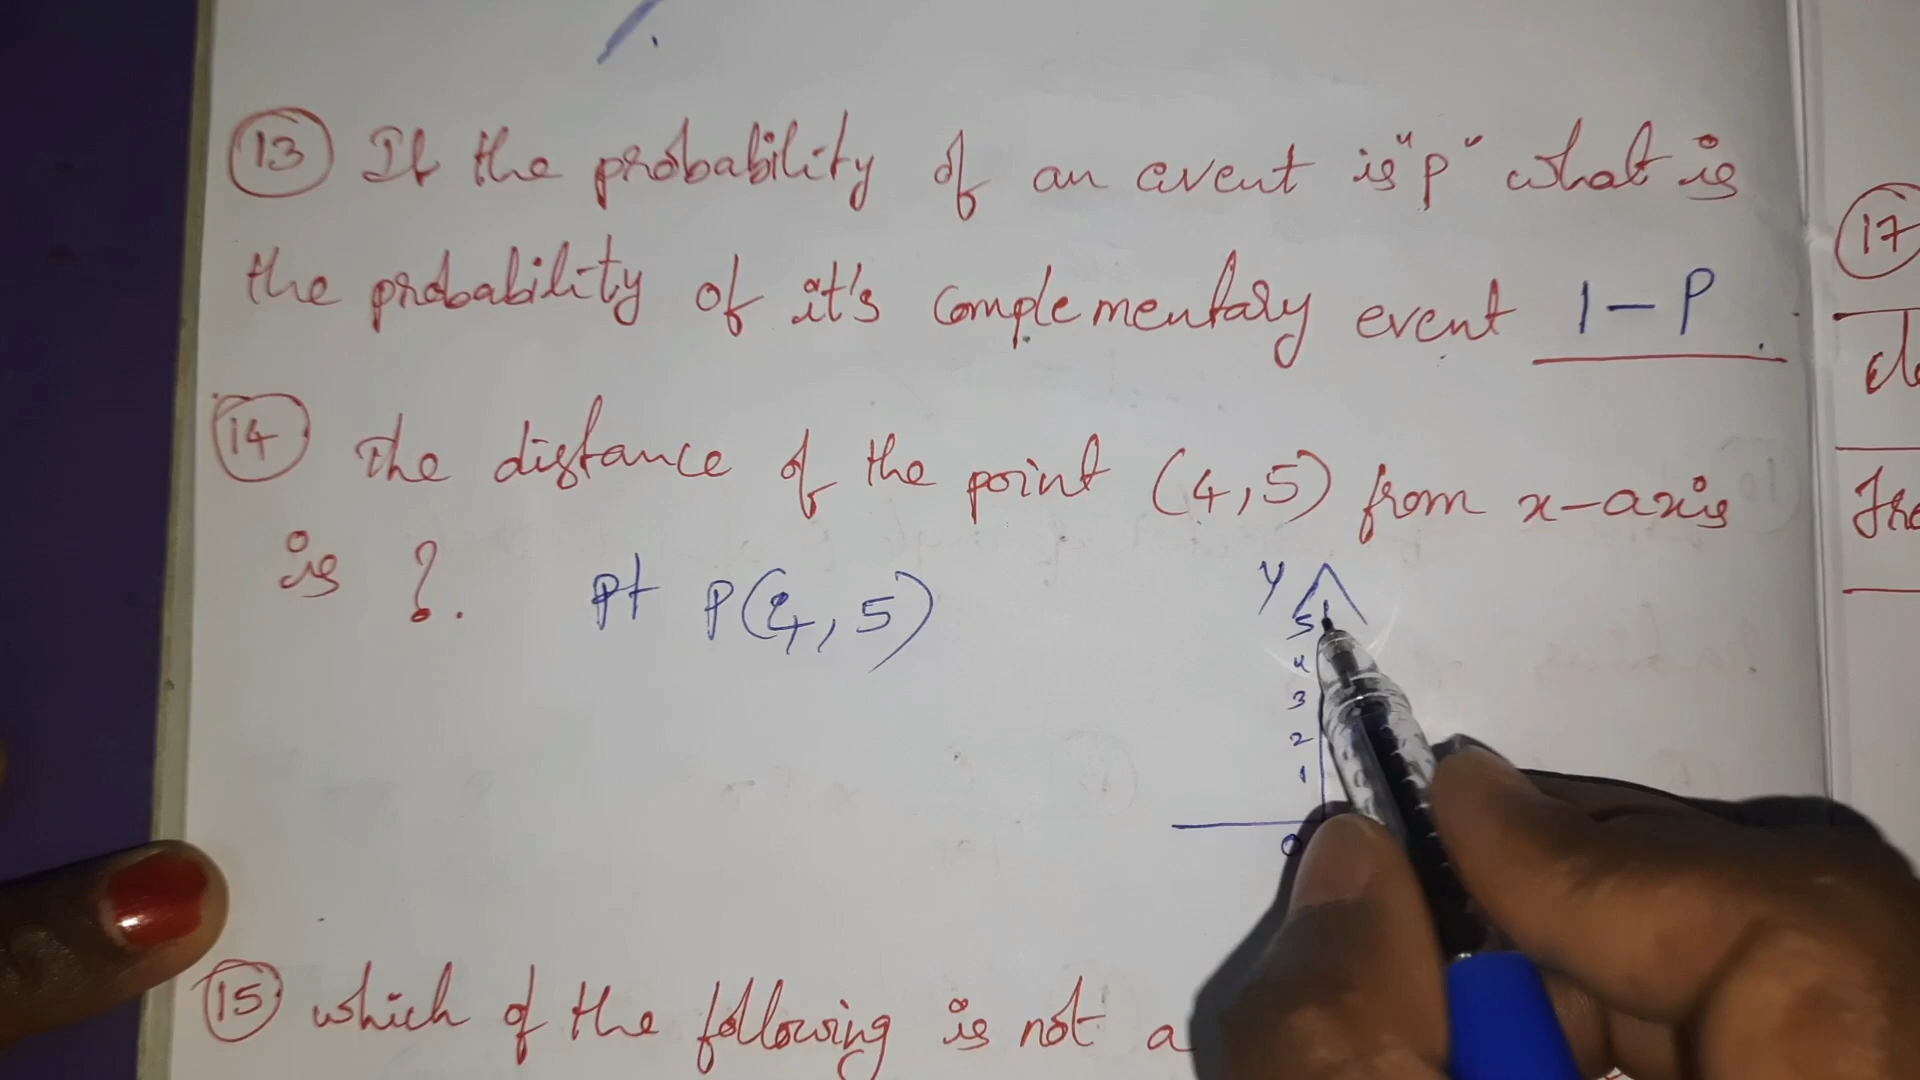 13 If the probability of an event is "p" what is
the probability of it's complementary event 1-P.
14 The distance of the point (4,5) from x-axis
is ?. pt P(4,5)
y
5
4
3
2
1
0
15 which of the following is not a
17